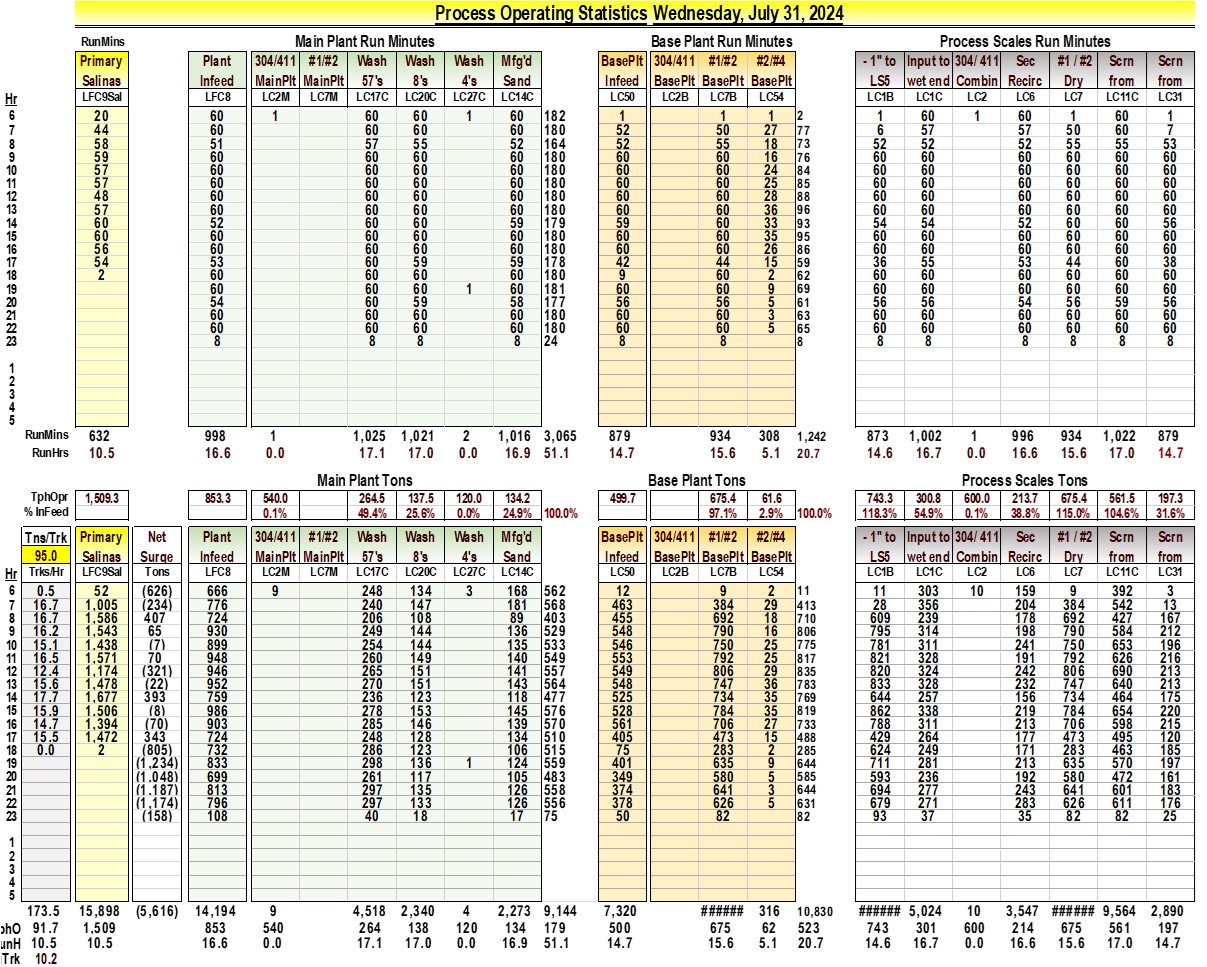 Process Operating Statistics Wednesday, July 31, 2024
RunMins Main Plant Run Minutes Base Plant Run Minutes Process Scales Run Minutes
Primary Plant 304/411 #1/#2 Wash Wash Wash Mfg'd BasePlt 304/411 #1/#2 #2/#4 - 1" to Input to 304/ 411 Sec #1 / #2 Scrn Scrn
Salinas Infeed MainPlt MainPlt 57's 8's 4's Sand Infeed BasePlt BasePlt BasePlt LS5 wet end Combin Recirc Dry from from
Hr LFC9Sal LFC8 LC2M LC7M LC17C LC20C LC27C LC14C LC50 LC2B LC7B LC54 LC1B LC1C LC2 LC6 LC7 LC11C LC31
6 20 60 1 60 60 1 60 182 1 1 1 2 1 60 1 60 1 60 1
7 44 60 60 60 60 180 52 50 27 77 6 57 57 50 60 7
8 58 51 57 55 52 164 52 55 18 73 52 52 52 55 55 53
9 59 60 60 60 60 180 60 60 16 76 60 60 60 60 60 60
10 57 60 60 60 60 180 60 60 24 84 60 60 60 60 60 60
11 57 60 60 60 60 180 60 60 25 85 60 60 60 60 60 60
12 48 60 60 60 60 180 60 60 28 88 60 60 60 60 60 60
13 57 60 60 60 60 180 60 60 36 96 60 60 60 60 60 60
14 60 52 60 60 59 179 59 60 33 93 54 54 52 60 60 56
15 60 60 60 60 60 180 60 60 35 95 60 60 60 60 60 60
16 56 60 60 60 60 180 60 60 26 86 60 60 60 60 60 60
17 54 53 60 59 59 178 42 44 15 59 36 55 53 44 60 38
18 2 60 60 60 60 180 9 60 2 62 60 60 60 60 60 60
19 60 60 60 1 60 181 60 60 9 69 60 60 60 60 60 60
20 54 60 59 58 177 56 56 5 61 56 56 54 56 59 56
21 60 60 60 60 180 60 60 3 63 60 60 60 60 60 60
22 60 60 60 60 180 60 60 5 65 60 60 60 60 60 60
23 8 8 8 8 24 8 8 8 8 8 8 8 8 8
1
2
3
4
5
RunMins 632 998 1 1,025 1,021 2 1,016 3,065 879 934 308 1,242 873 1,002 1 996 934 1,022 879
RunHrs 10.5 16.6 0.0 17.1 17.0 0.0 16.9 51.1 14.7 15.6 5.1 20.7 14.6 16.7 0.0 16.6 15.6 17.0 14.7
Main Plant Tons Base Plant Tons Process Scales Tons
TphOpr 1,509.3 853.3 540.0 264.5 137.5 120.0 134.2 499.7 675.4 61.6 743.3 300.8 600.0 213.7 675.4 561.5 197.3
% InFeed 0.1% 49.4% 25.6% 0.0% 24.9% 100.0% 97.1% 2.9% 100.0% 118.3% 54.9% 0.1% 38.8% 115.0% 104.6% 31.6%
Tns/Trk Primary Net Plant 304/411 #1/#2 Wash Wash Wash Mfg'd BasePlt 304/411 #1/#2 #2/#4 - 1" to Input to 304/ 411 Sec #1 / #2 Scrn Scrn
95.0 Salinas Surge Infeed MainPlt MainPlt 57's 8's 4's Sand Infeed BasePlt BasePlt BasePlt LS5 wet end Combin Recirc Dry from from
Hr Trks/Hr LFC9Sal Tons LFC8 LC2M LC7M LC17C LC20C LC27C LC14C LC50 LC2B LC7B LC54 LC1B LC1C LC2 LC6 LC7 LC11C LC31
6 0.5 52 (626) 666 9 248 134 3 168 562 12 9 2 11 11 303 10 159 9 392 3
7 16.7 1,005 (234) 776 240 147 181 568 463 384 29 413 28 356 204 384 542 13
8 16.7 1,586 407 724 206 108 89 403 455 692 18 710 609 239 178 692 427 167
9 16.2 1,543 65 930 249 144 136 529 548 790 16 806 795 314 198 790 584 212
10 15.1 1,438 (7) 899 254 144 135 533 546 750 25 775 781 311 241 750 653 196
11 16.5 1,571 70 948 260 149 140 549 553 792 25 817 821 328 191 792 626 216
12 12.4 1,174 (321) 946 265 151 141 557 549 806 29 835 820 324 242 806 690 213
13 15.6 1,478 (22) 952 270 151 143 564 548 747 36 783 833 328 232 747 640 213
14 17.7 1,677 393 759 236 123 118 477 525 734 35 769 644 257 156 734 464 175
15 15.9 1,506 (8) 986 278 153 145 576 528 784 35 819 862 338 219 784 654 220
16 14.7 1,394 (70) 903 285 146 139 570 561 706 27 733 788 311 213 706 598 215
17 15.5 1,472 343 724 248 128 134 510 405 473 15 488 429 264 177 473 495 120
18 0.0 2 (805) 732 286 123 106 515 75 283 2 285 624 249 171 283 463 185
19 (1,234) 833 298 136 1 124 559 401 635 9 644 711 281 213 635 570 197
20 (1,048) 699 261 117 105 483 349 580 5 585 593 236 192 580 472 161
21 (1,187) 813 297 135 126 558 374 641 3 644 694 277 243 641 601 183
22 (1,174) 796 297 133 126 556 378 626 5 631 679 271 283 626 611 176
23 (158) 108 40 18 17 75 50 82 82 93 37 35 82 82 25
1
2
3
4
5
173.5 15,898 (5,616) 14,194 9 4,518 2,340 4 2,273 9,144 7,320 ###### 316 10,830 ###### 5,024 10 3,547 ###### 9,564 2,890
phO 91.7 1,509 853 540 264 138 120 134 179 500 675 62 523 743 301 600 214 675 561 197
unH 10.5 10.5 16.6 0.0 17.1 17.0 0.0 16.9 51.1 14.7 15.6 5.1 20.7 14.6 16.7 0.0 16.6 15.6 17.0 14.7
Trk 10.2